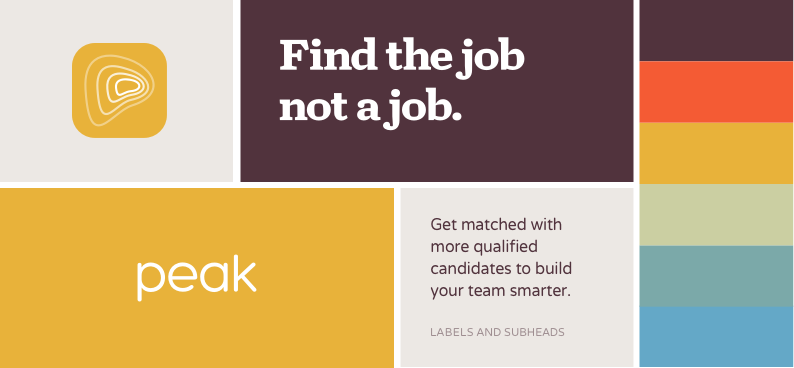 Find the job
not a job.
peak
Get matched with
more qualified
candidates to build
your team smarter.
LABELS AND SUBHEADS